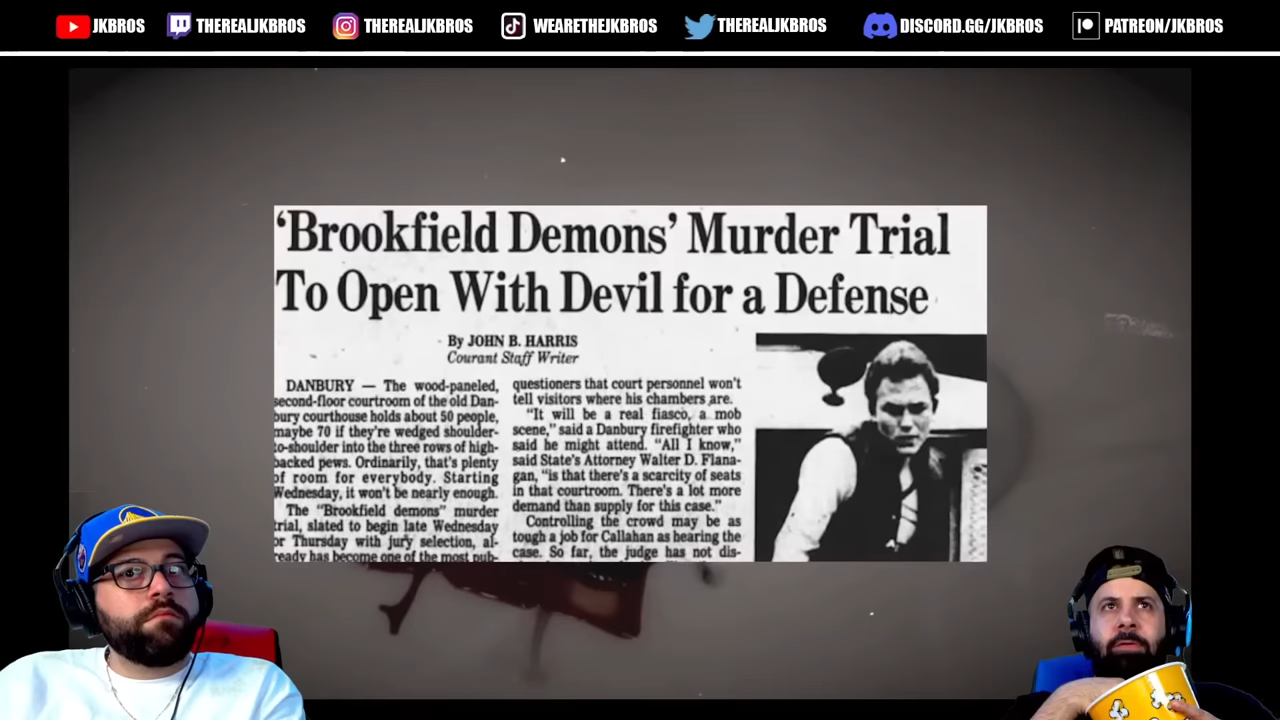 JKBROS THEREALJKBROS THEREALJKBROS WEARETHEJKBROS THEREALJKBROS DISCORD.GG/JKBROS PATREON/JKBROS
‘Brookfield Demons’ Murder Trial
To Open With Devil for a Defense
By JOHN B. HARRIS
Courant Staff Writer
DANBURY — The wood-paneled,
second-floor courtroom of the old Dan-
bury courthouse holds about 50 people,
maybe 70 if they're wedged shoulder-
to-shoulder into the three rows of high-
backed pews. Ordinarily, that's plenty
of room for everybody. Starting
Wednesday, it won't be nearly enough.
The "Brookfield demons" murder
trial, slated to begin late Wednesday
or Thursday with jury selection, al-
ready has become one of the most pub-
questioners that court personnel won't
tell visitors where his chambers are.
"It will be a real fiasco, a mob
scene," said a Danbury firefighter who
said he might attend. "All I know,"
said State's Attorney Walter D. Flana-
gan, "is that there's a scarcity of seats
in that courtroom. There's a lot more
demand than supply for this case."
Controlling the crowd may be as
tough a job for Callahan as hearing the
case. So far, the judge has not dis-